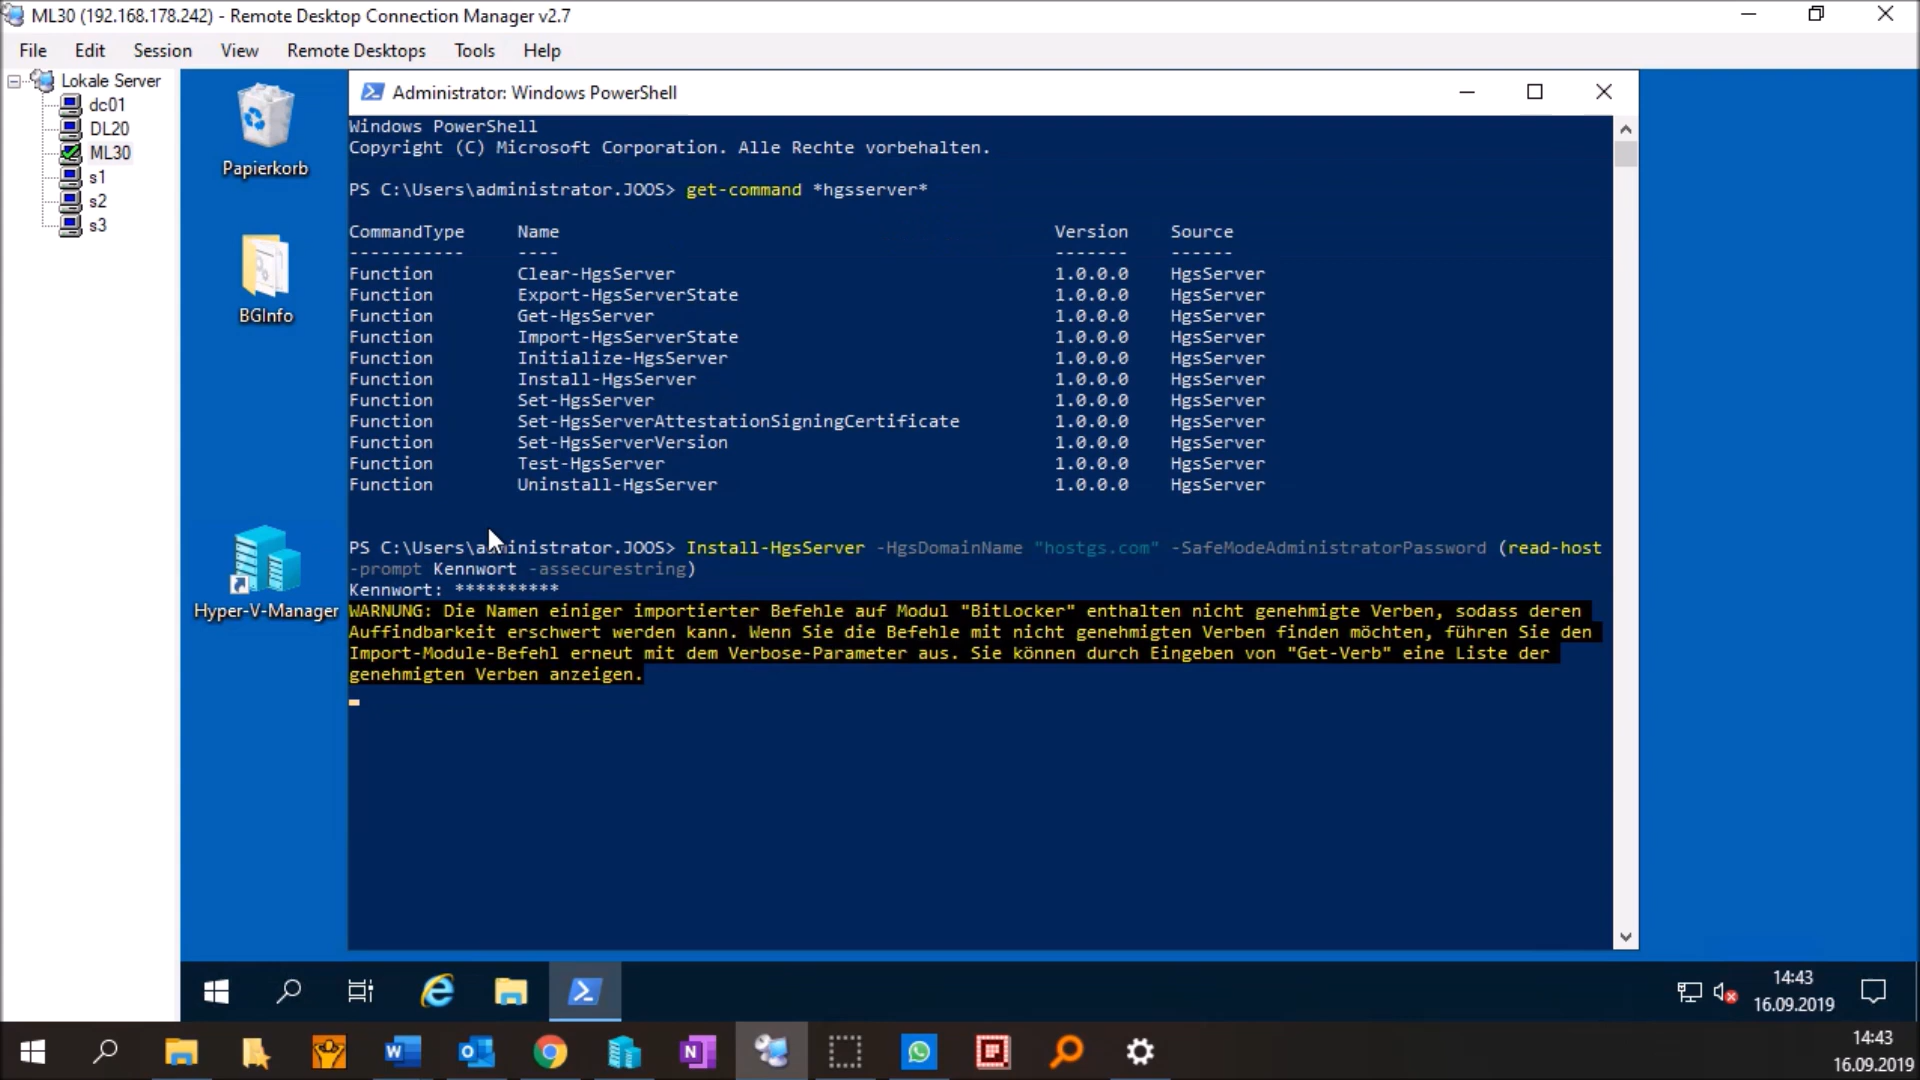 ML30 (192.168.178.242) - Remote Desktop Connection Manager v2.7
File Edit Session View Remote Desktops Tools Help
Lokale Server
dc01
DL20
ML30
s1
s2
s3
Papierkorb
BGInfo
Hyper-V-Manager
Administrator: Windows PowerShell
Windows PowerShell
Copyright (C) Microsoft Corporation. Alle Rechte vorbehalten.
PS C:\Users\administrator.JOOS> get-command *hgsserver*
CommandType Name Version Source
----------- ---- ------- ------
Function Clear-HgsServer 1.0.0.0 HgsServer
Function Export-HgsServerState 1.0.0.0 HgsServer
Function Get-HgsServer 1.0.0.0 HgsServer
Function Import-HgsServerState 1.0.0.0 HgsServer
Function Initialize-HgsServer 1.0.0.0 HgsServer
Function Install-HgsServer 1.0.0.0 HgsServer
Function Set-HgsServer 1.0.0.0 HgsServer
Function Set-HgsServerAttestationSigningCertificate 1.0.0.0 HgsServer
Function Set-HgsServerVersion 1.0.0.0 HgsServer
Function Test-HgsServer 1.0.0.0 HgsServer
Function Uninstall-HgsServer 1.0.0.0 HgsServer
PS C:\Users\administrator.JOOS> Install-HgsServer -HgsDomainName "hostgs.com" -SafeModeAdministratorPassword (read-host
-prompt Kennwort -assecurestring)
Kennwort: **********
WARNUNG: Die Namen einiger importierter Befehle auf Modul "BitLocker" enthalten nicht genehmigte Verben, sodass deren
Auffindbarkeit erschwert werden kann. Wenn Sie die Befehle mit nicht genehmigten Verben finden möchten, führen Sie den
Import-Module-Befehl erneut mit dem Verbose-Parameter aus. Sie können durch Eingeben von "Get-Verb" eine Liste der
genehmigten Verben anzeigen.
14:43
16.09.2019
14:43
16.09.2019